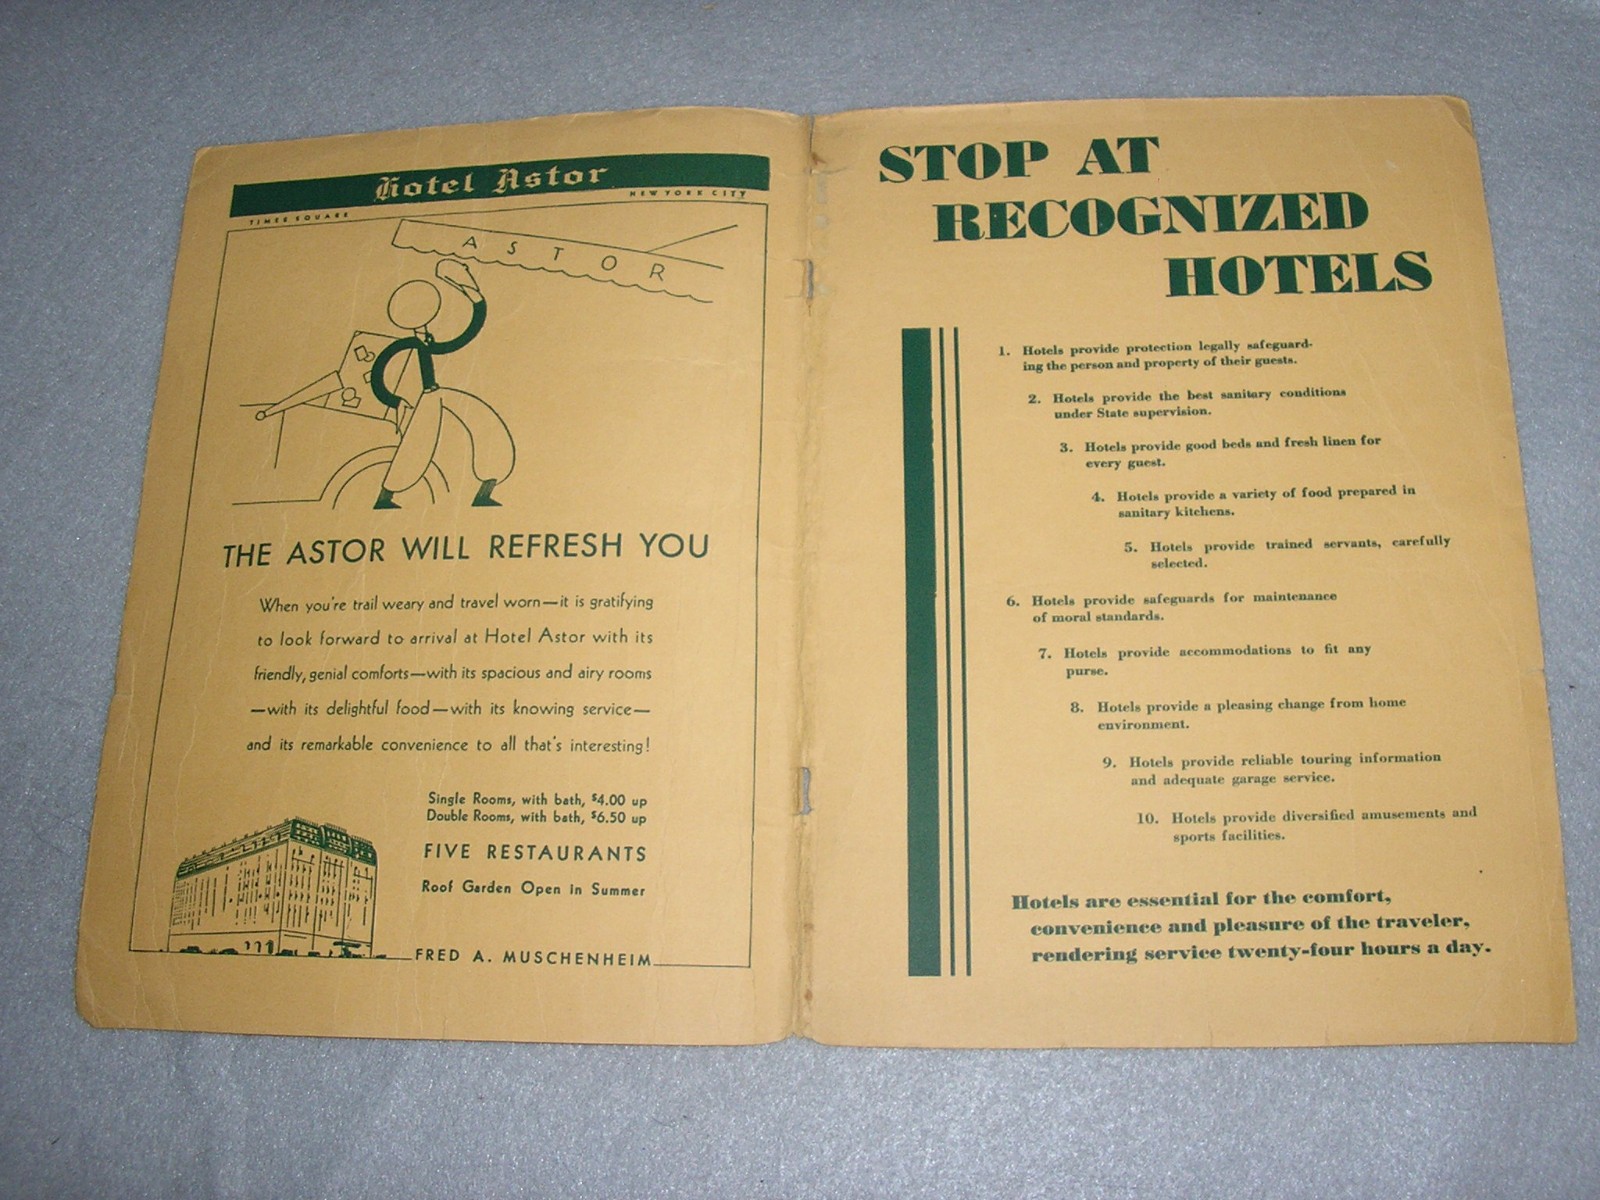 Hotel Astor
TIMES SQUARE
NEW YORK CITY
ASTOR
THE ASTOR WILL REFRESH YOU
When you're trail weary and travel worn—it is gratifying
to look forward to arrival at Hotel Astor with its
friendly, genial comforts—with its spacious and airy rooms
—with its delightful food—with its knowing service—
and its remarkable convenience to all that's interesting!
Single Rooms, with bath, $4.00 up
Double Rooms, with bath, $6.50 up
FIVE RESTAURANTS
Roof Garden Open in Summer
FRED A. MUSCHENHEIM
STOP AT
RECOGNIZED
HOTELS
1. Hotels provide protection legally safeguard-
ing the person and property of their guests.
2. Hotels provide the best sanitary conditions
under State supervision.
3. Hotels provide good beds and fresh linen for
every guest.
4. Hotels provide a variety of food prepared in
sanitary kitchens.
5. Hotels provide trained servants, carefully
selected.
6. Hotels provide safeguards for maintenance
of moral standards.
7. Hotels provide accommodations to fit any
purse.
8. Hotels provide a pleasing change from home
environment.
9. Hotels provide reliable touring information
and adequate garage service.
10. Hotels provide diversified amusements and
sports facilities.
Hotels are essential for the comfort,
convenience and pleasure of the traveler,
rendering service twenty-four hours a day.